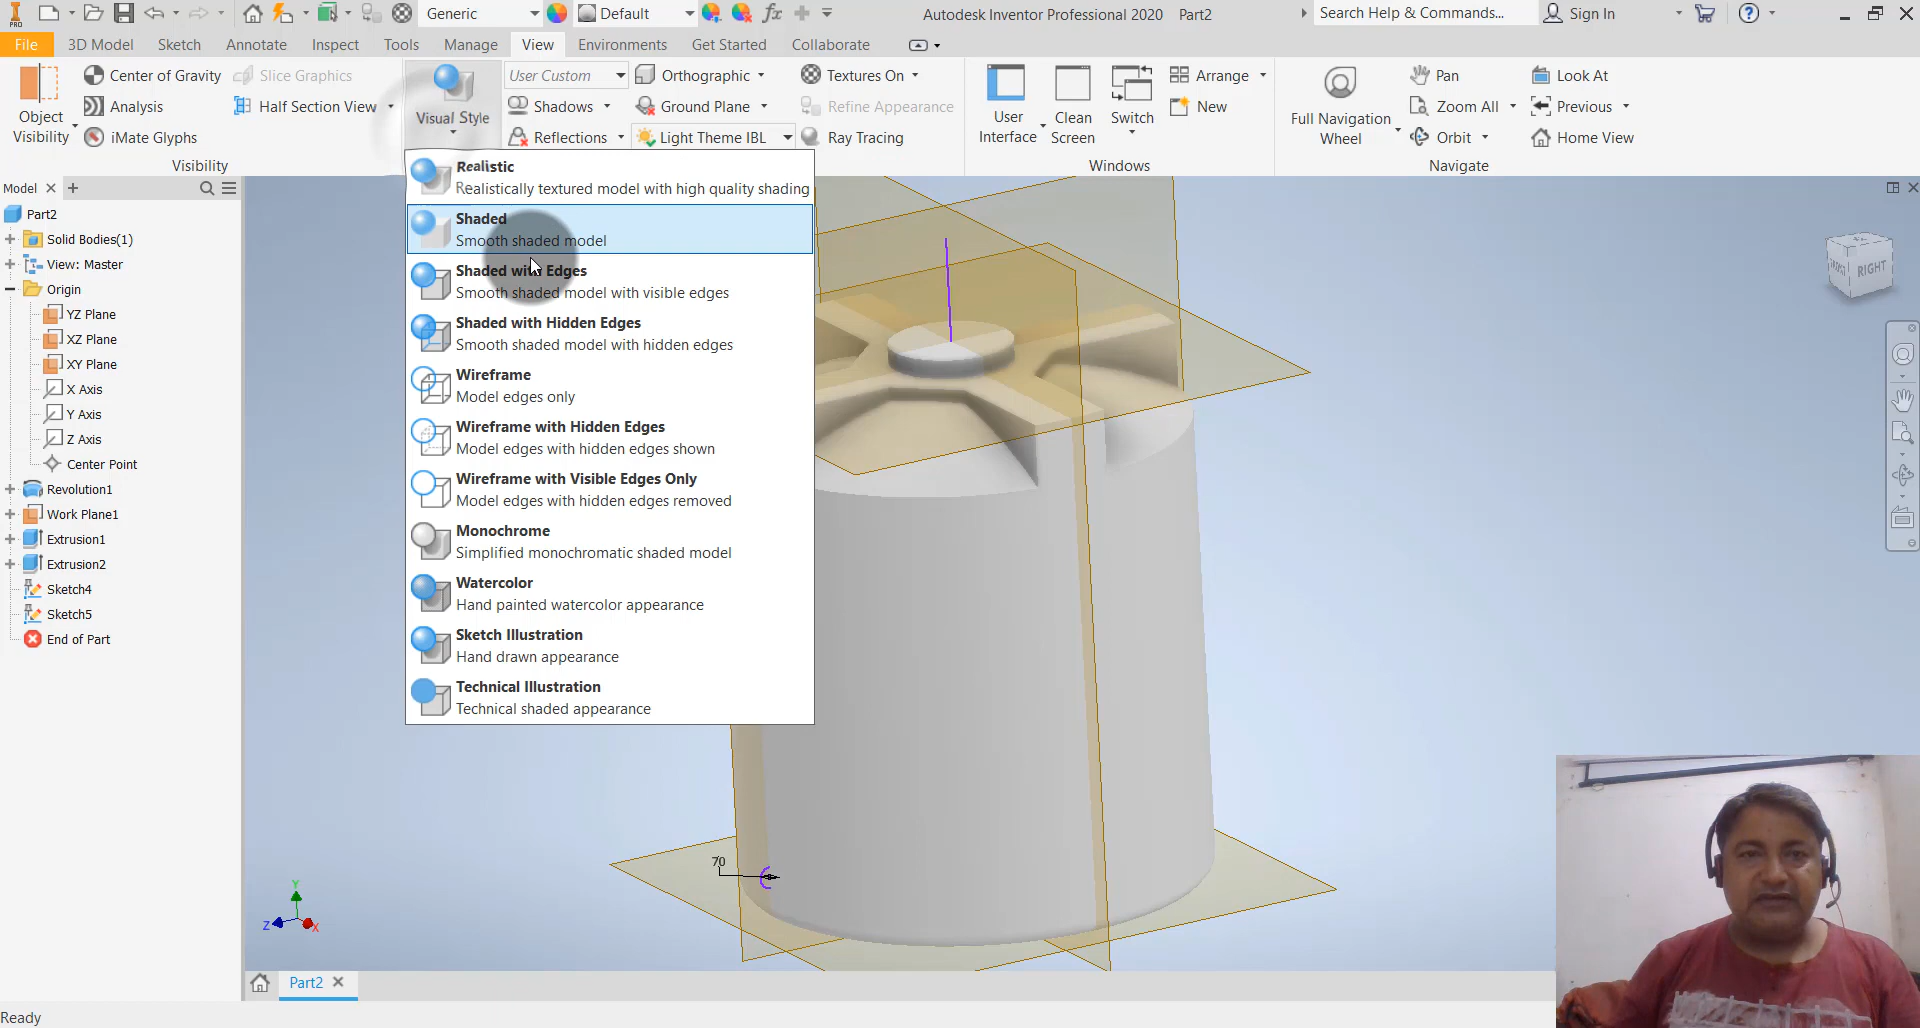 PRO Generic Default fx Autodesk Inventor Professional 2020 Part2 Search Help & Commands... Sign In
File 3D Model Sketch Annotate Inspect Tools Manage View Environments Get Started Collaborate
Object Visibility
Center of Gravity
Analysis
iMate Glyphs
Slice Graphics
Half Section View
Visibility
Visual Style
User Custom
Shadows
Reflections
Orthographic
Ground Plane
Light Theme IBL
Textures On
Refine Appearance
Ray Tracing
User Interface
Clean Screen
Switch
Arrange
New
Windows
Full Navigation Wheel
Pan
Zoom All
Orbit
Look At
Previous
Home View
Navigate
Realistic
Realistically textured model with high quality shading
Shaded
Smooth shaded model
Shaded with Edges
Smooth shaded model with visible edges
Shaded with Hidden Edges
Smooth shaded model with hidden edges
Wireframe
Model edges only
Wireframe with Hidden Edges
Model edges with hidden edges shown
Wireframe with Visible Edges Only
Model edges with hidden edges removed
Monochrome
Simplified monochromatic shaded model
Watercolor
Hand painted watercolor appearance
Sketch Illustration
Hand drawn appearance
Technical Illustration
Technical shaded appearance
Model
Part2
Solid Bodies(1)
View: Master
Origin
YZ Plane
XZ Plane
XY Plane
X Axis
Y Axis
Z Axis
Center Point
Revolution1
Work Plane1
Extrusion1
Extrusion2
Sketch4
Sketch5
End of Part
RIGHT
70
Y
Z
X
Part2
Ready